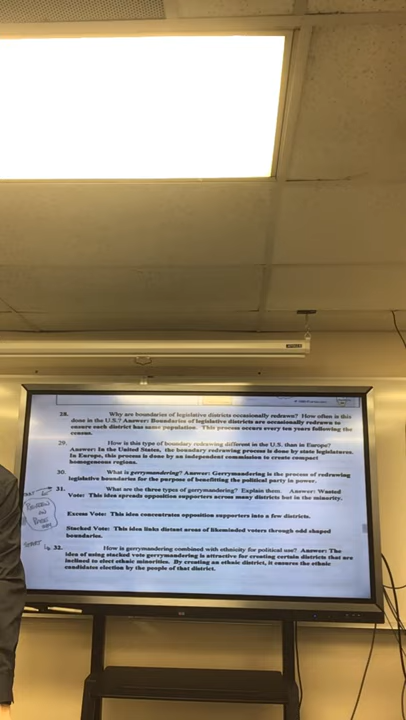 28. Why are boundaries of legislative districts occasionally redrawn? How often is this
done in the U.S.? Answer: Boundaries of legislative districts are occasionally redrawn to
ensure each district has same population. This process occurs every ten years following the
census.
29. How is this type of boundary redrawing different in the U.S. than in Europe?
Answer: In the United States, the boundary redrawing process is done by state legislatures.
In Europe, this process is done by an independent commission to create compact
homogeneous regions.
30. What is gerrymandering? Answer: Gerrymandering is the process of redrawing
legislative boundaries for the purpose of benefitting the political party in power.
31. What are the three types of gerrymandering? Explain them. Answer: Wasted
Vote: This idea spreads opposition supporters across many districts but in the minority.
Excess Vote: This idea concentrates opposition supporters into a few districts.
Stacked Vote: This idea links distant areas of likeminded voters through odd shaped
boundaries.
START
32. How is gerrymandering combined with ethnicity for political use? Answer: The
idea of using stacked vote gerrymandering is attractive for creating certain districts that are
inclined to elect ethnic minorities. By creating an ethnic district, it ensures the ethnic
candidates election by the people of that district.